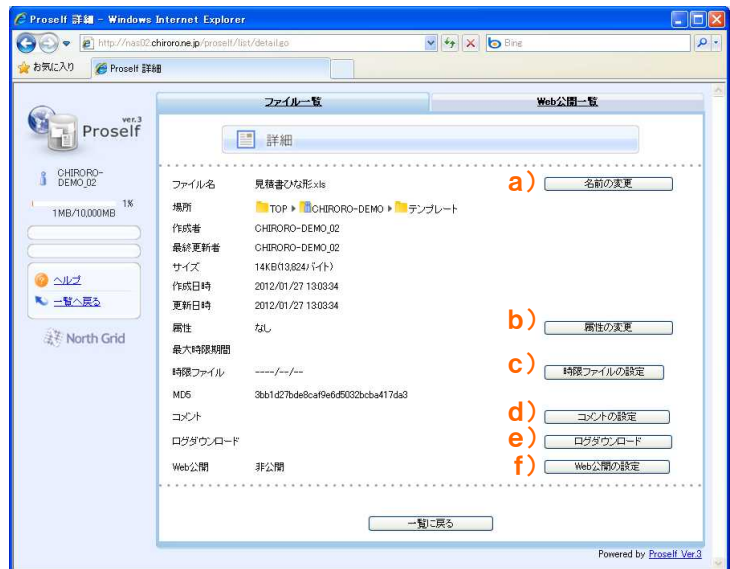 Proself 詳細 - Windows Internet Explorer
http://nas02.chirorone.jp/proself/list/detail.go
Bing
お気に入り
Proself 詳細
ファイル一覧
Web公開一覧
ver.3
Proself
詳細
CHIRORO-
DEMO_02
1%
1MB/10,000MB
ヘルプ
一覧へ戻る
North Grid
ファイル名 見積書ひな形.xls a) 名前の変更
場所 TOP CHIRORO-DEMO テンプレート
作成者 CHIRORO-DEMO_02
最終更新者 CHIRORO-DEMO_02
サイズ 14KB(13,824バイト)
作成日時 2012/01/27 13:03:34
更新日時 2012/01/27 13:03:34
属性 なし b) 属性の変更
最大時限期間
時限ファイル ----/--/-- c) 時限ファイルの設定
MD5 3bb1d27bde8caf9e6d5032bcba417da3
コメント d) コメントの設定
ログダウンロード e) ログダウンロード
Web公開 非公開 f) Web公開の設定
一覧に戻る
Powered by Proself Ver.3